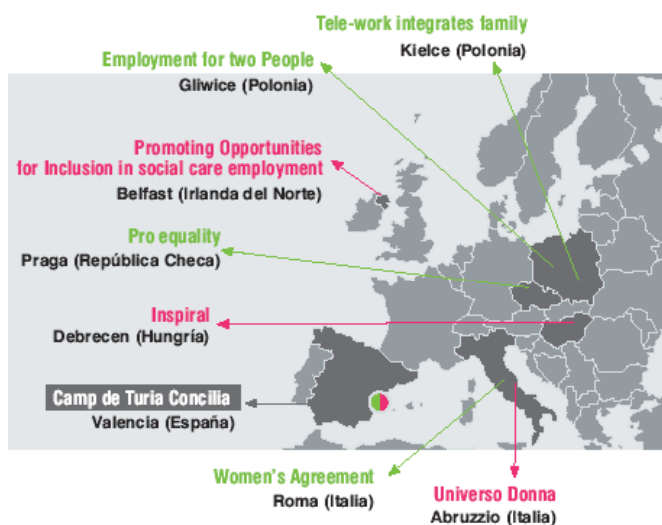 Tele-work integrates family
Kielce (Polonia)
Employment for two People
Gliwice (Polonia)
Promoting Opportunities
for Inclusion in social care employment
Belfast (Irlanda del Norte)
Pro equality
Praga (República Checa)
Inspiral
Debrecen (Hungría)
Camp de Turia Concilia
Valencia (España)
Women's Agreement
Roma (Italia)
Universo Donna
Abruzzio (Italia)